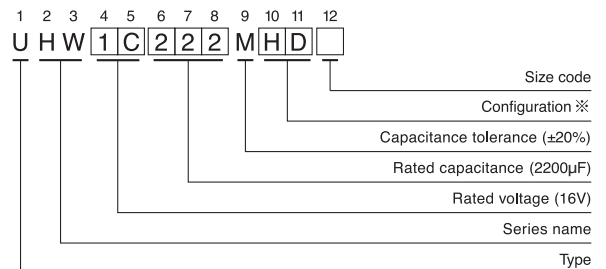 1 2 3 4 5 6 7 8 9 10 11 12
U H W 1 C 2 2 2 M H D
Size code
Configuration ※
Capacitance tolerance (±20%)
Rated capacitance (2200µF)
Rated voltage (16V)
Series name
Type